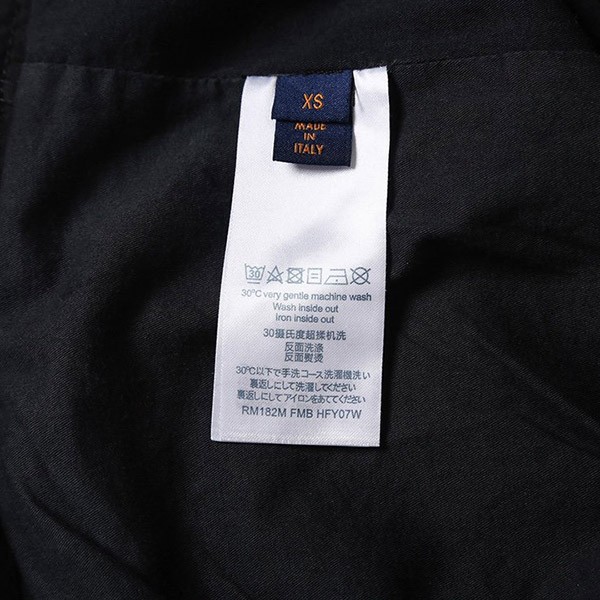 XS
MADE
IN
ITALY
30
30°C very gentle machine wash
Wash inside out
Iron inside out
30摄氏度超揉机洗
反面洗涤
反面熨烫
30℃以下で手洗コース洗濯機洗い
裏返しにして洗濯してください
裏返しにしてアイロンをあててください
RM182M FMB HFY07W